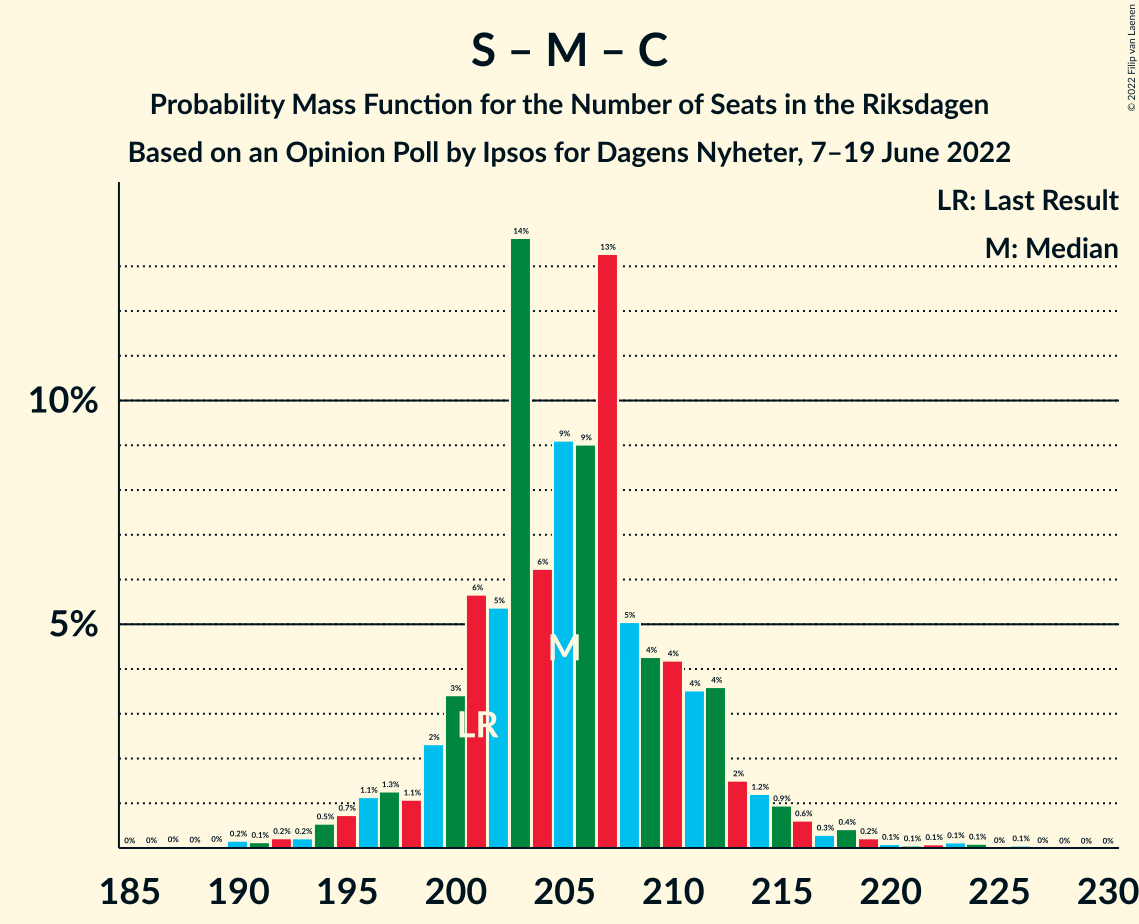 S – M – C
Probability Mass Function for the Number of Seats in the Riksdagen
Based on an Opinion Poll by Ipsos for Dagens Nyheter, 7–19 June 2022
© 2022 Filip van Laenen
LR: Last Result
M: Median
10%
5%
0% 0% 0% 0% 0% 0.2% 0.1% 0.2% 0.2% 0.5% 0.7% 1.1% 1.3% 1.1% 2% 3% 6% 5% 14% 6% 9% 9% 13% 5% 4% 4% 4% 4% 2% 1.2% 0.9% 0.6% 0.3% 0.4% 0.2% 0.1% 0.1% 0.1% 0.1% 0.1% 0% 0.1% 0% 0% 0% 0%
M
LR
185 190 195 200 205 210 215 220 225 230